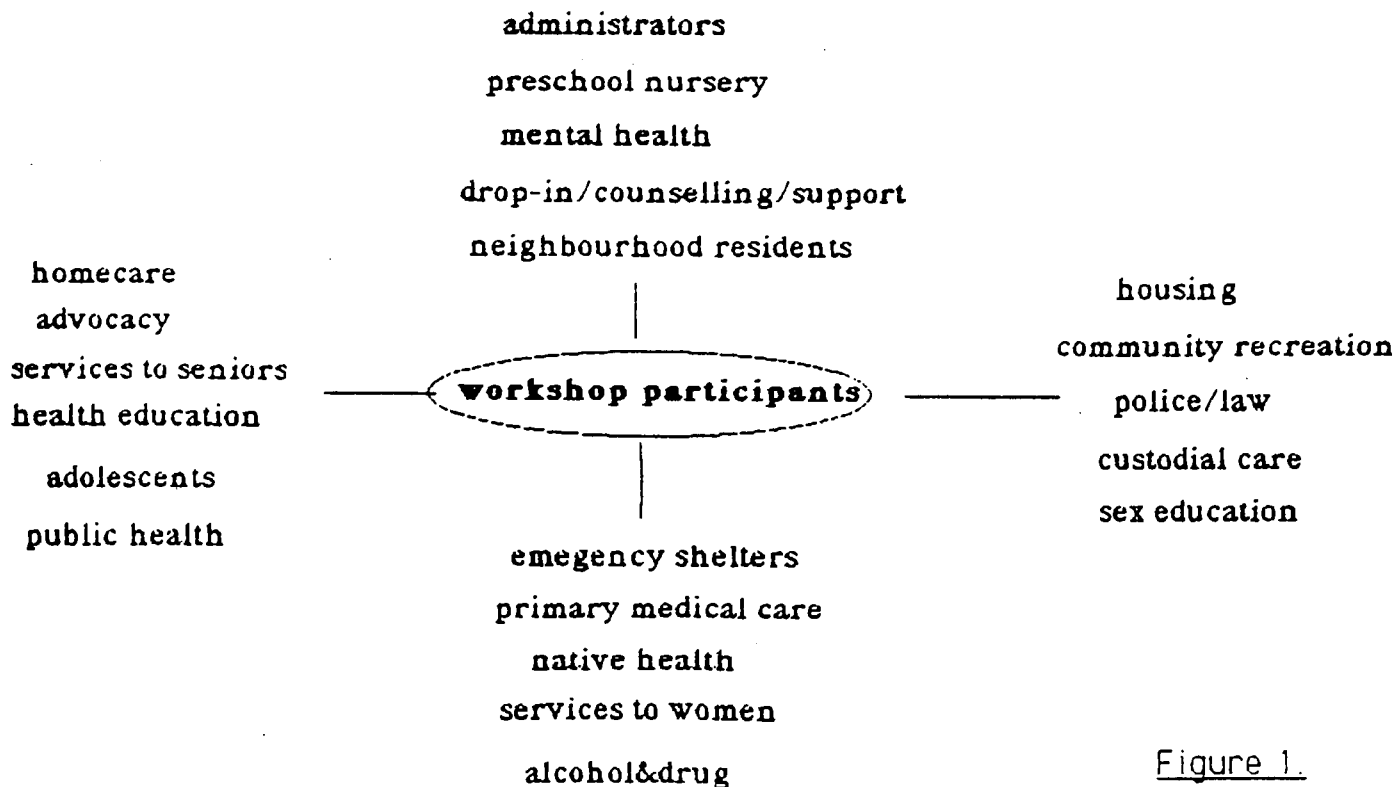 administrators
preschool nursery
mental health
drop-in/counselling/support
neighbourhood residents
homecare
advocacy
services to seniors
health education
adolescents
public health
workshop participants
housing
community recreation
police/law
custodial care
sex education
emegency shelters
primary medical care
native health
services to women
alcohol&drug
Figure 1.